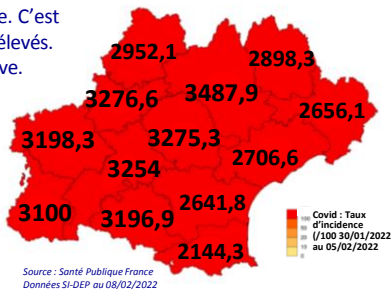 e. C'est
élevés.
ve.
2952,1
2898,3
3276,6
3487,9
2656,1
3198,3
3275,3
2706,6
3254
3100
3196,9
2641,8
2144,3
Covid : Taux
d'incidence
(/100 30/01/2022
au 05/02/2022
100
0
Source : Santé Publique France
Données SI-DEP au 08/02/2022